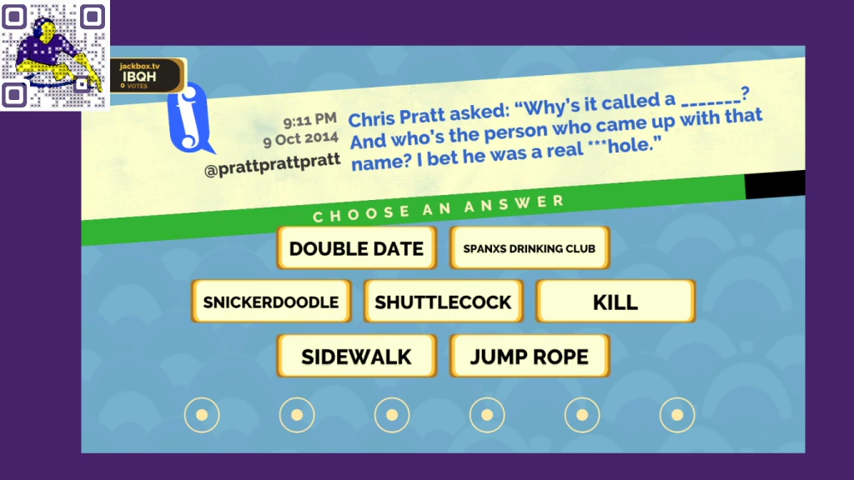 jackbox.tv
IBQH
0 VOTES
9:11 PM
9 Oct 2014
@prattprattpratt
Chris Pratt asked: “Why’s it called a _______?
And who’s the person who came up with that
name? I bet he was a real ***hole.”
CHOOSE AN ANSWER
DOUBLE DATE
SPANXS DRINKING CLUB
SNICKERDOODLE
SHUTTLECOCK
KILL
SIDEWALK
JUMP ROPE